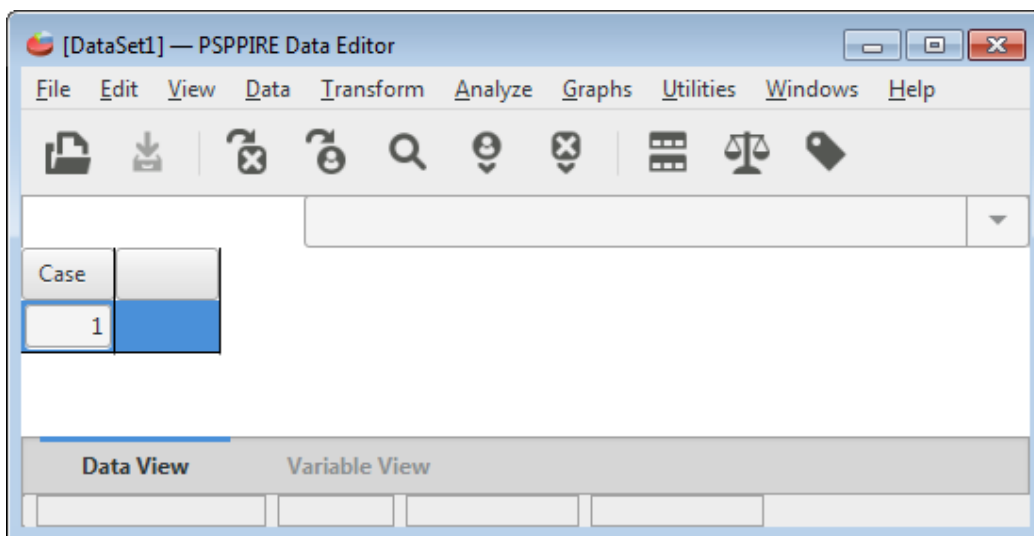 [DataSet1] — PSPPIRE Data Editor
File Edit View Data Transform Analyze Graphs Utilities Windows Help
Case
1
Data View Variable View